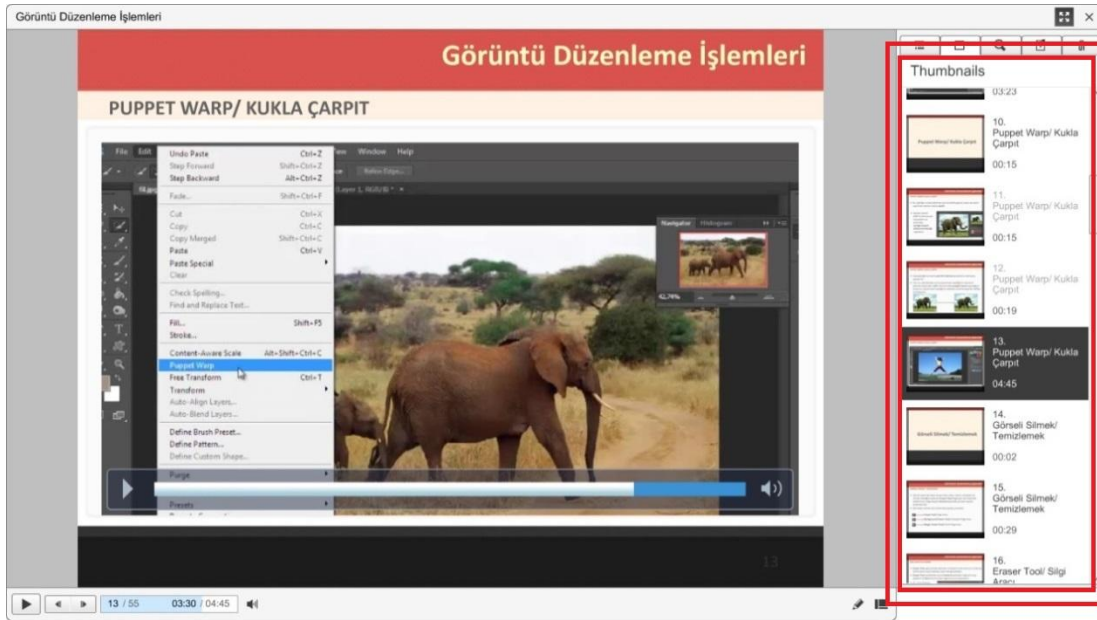 Görüntü Düzenleme İşlemleri
Görüntü Düzenleme İşlemleri
PUPPET WARP/ KUKLA ÇARPIT
File Edit View Window Help
Undo Paste Ctrl+Z
Step Forward Shift+Ctrl+Z
Step Backward Alt+Ctrl+Z
Refine Edge...
Fade... Shift+Ctrl+F
Cut Ctrl+X
Copy Ctrl+C
Copy Merged Shift+Ctrl+C
Paste Ctrl+V
Paste Special
Clear
Check Spelling...
Find and Replace Text...
Fill... Shift+F5
Stroke...
Content-Aware Scale Alt+Shift+Ctrl+C
Puppet Warp
Free Transform Ctrl+T
Transform
Auto-Align Layers...
Auto-Blend Layers...
Define Brush Preset...
Define Pattern...
Define Custom Shape...
Purge
Presets
Navigator Histogram
62,74%
13
13 / 55 03:30 / 04:45
Thumbnails
03:23
10.
Puppet Warp/ Kukla
Çarpıt
00:15
11.
Puppet Warp/ Kukla
Çarpıt
00:15
12.
Puppet Warp/ Kukla
Çarpıt
00:19
13.
Puppet Warp/ Kukla
Çarpıt
04:45
14.
Görseli Silmek/
Temizlemek
00:02
15.
Görseli Silmek/
Temizlemek
00:29
16.
Eraser Tool/ Silgi
Aracı